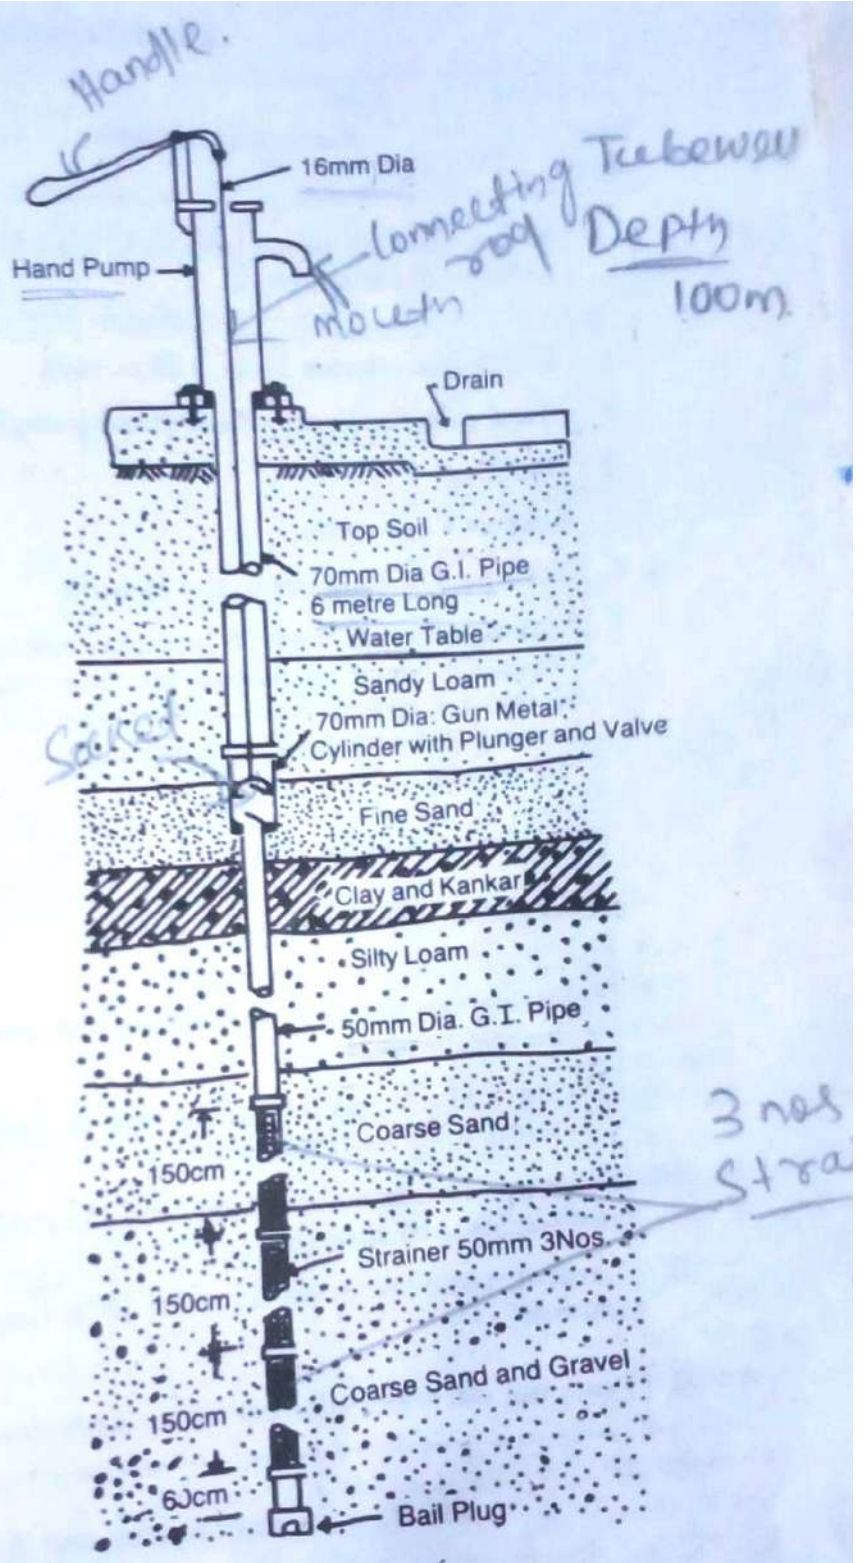 Handle.
16mm Dia
Tubewell
Connecting
rod
Depth
Hand Pump
100m.
mouth
Drain
Top Soil
70mm Dia G.I. Pipe
6 metre Long
Water Table
Sandy Loam
70mm Dia: Gun Metal
Cylinder with Plunger and Valve
Socked
Fine Sand
Clay and Kankar
Silty Loam
50mm Dia. G.I. Pipe
3 nos
Coarse Sand
150cm
Stra
Strainer 50mm 3Nos
150cm
Coarse Sand and Gravel
150cm
60cm
Bail Plug